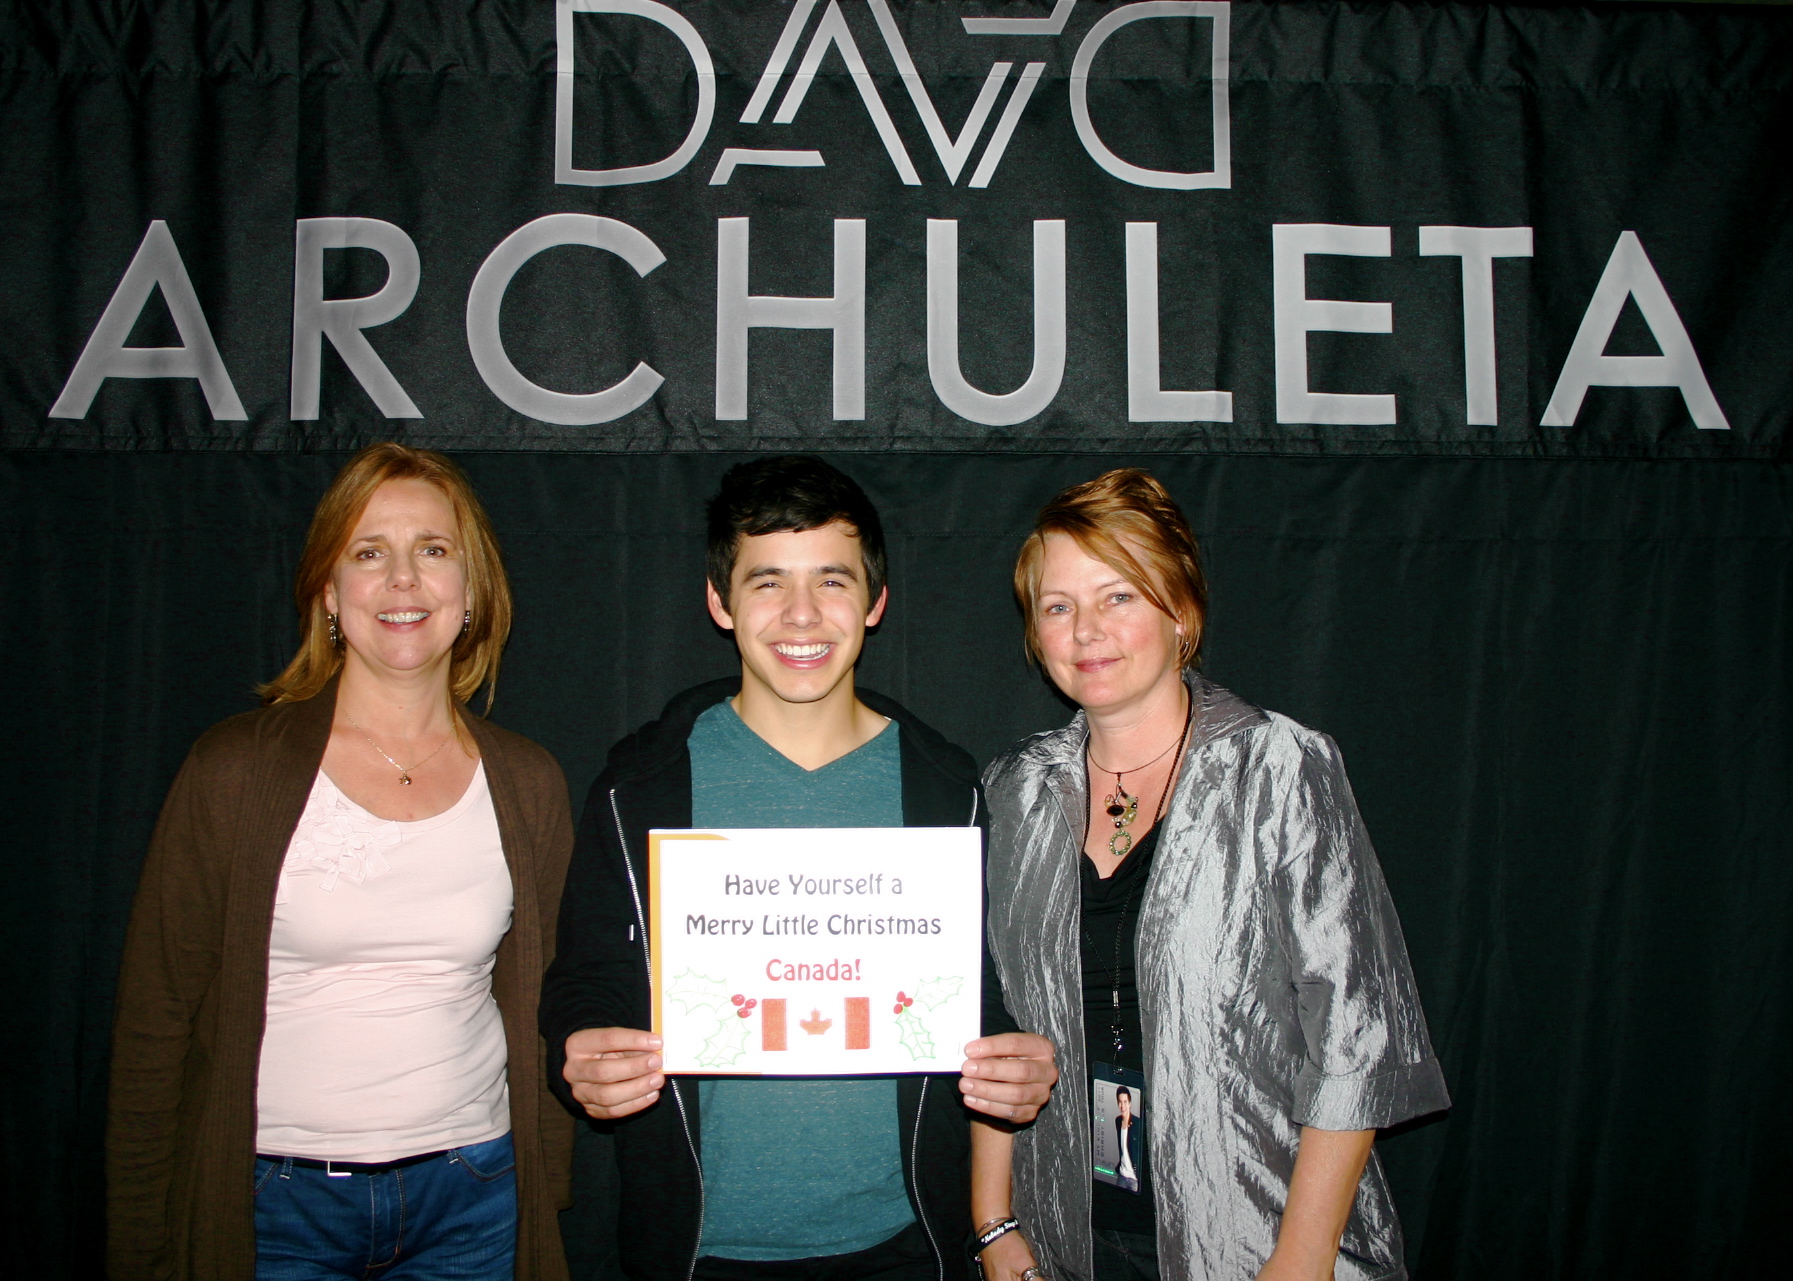 DAVID
ARCHULETA
Have Yourself a
Merry Little Christmas
Canada!